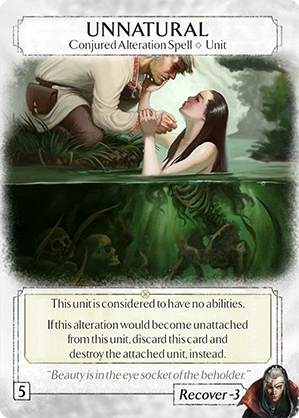 UNNATURAL
Conjured Alteration Spell ⟐ Unit
This unit is considered to have no abilities.
If this alteration would become unattached
from this unit, discard this card and
destroy the attached unit, instead.
"Beauty is in the eye socket of the beholder."
5
Recover -3